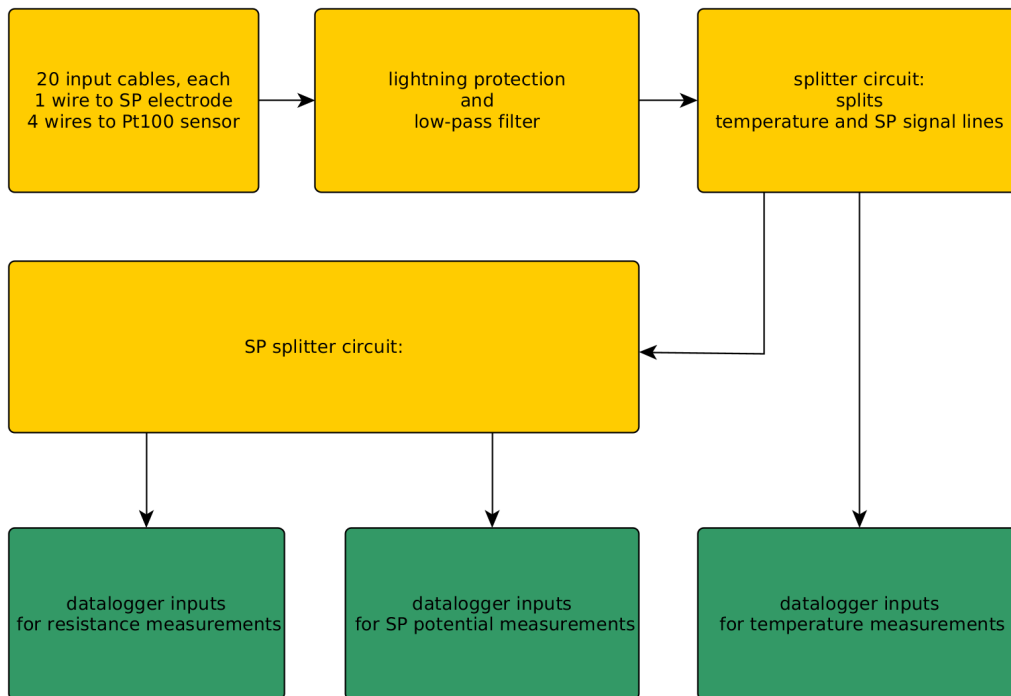 20 input cables, each
1 wire to SP electrode
4 wires to Pt100 sensor
lightning protection
and
low-pass filter
splitter circuit:
splits
temperature and SP signal lines
SP splitter circuit:
datalogger inputs
for resistance measurements
datalogger inputs
for SP potential measurements
datalogger inputs
for temperature measurements